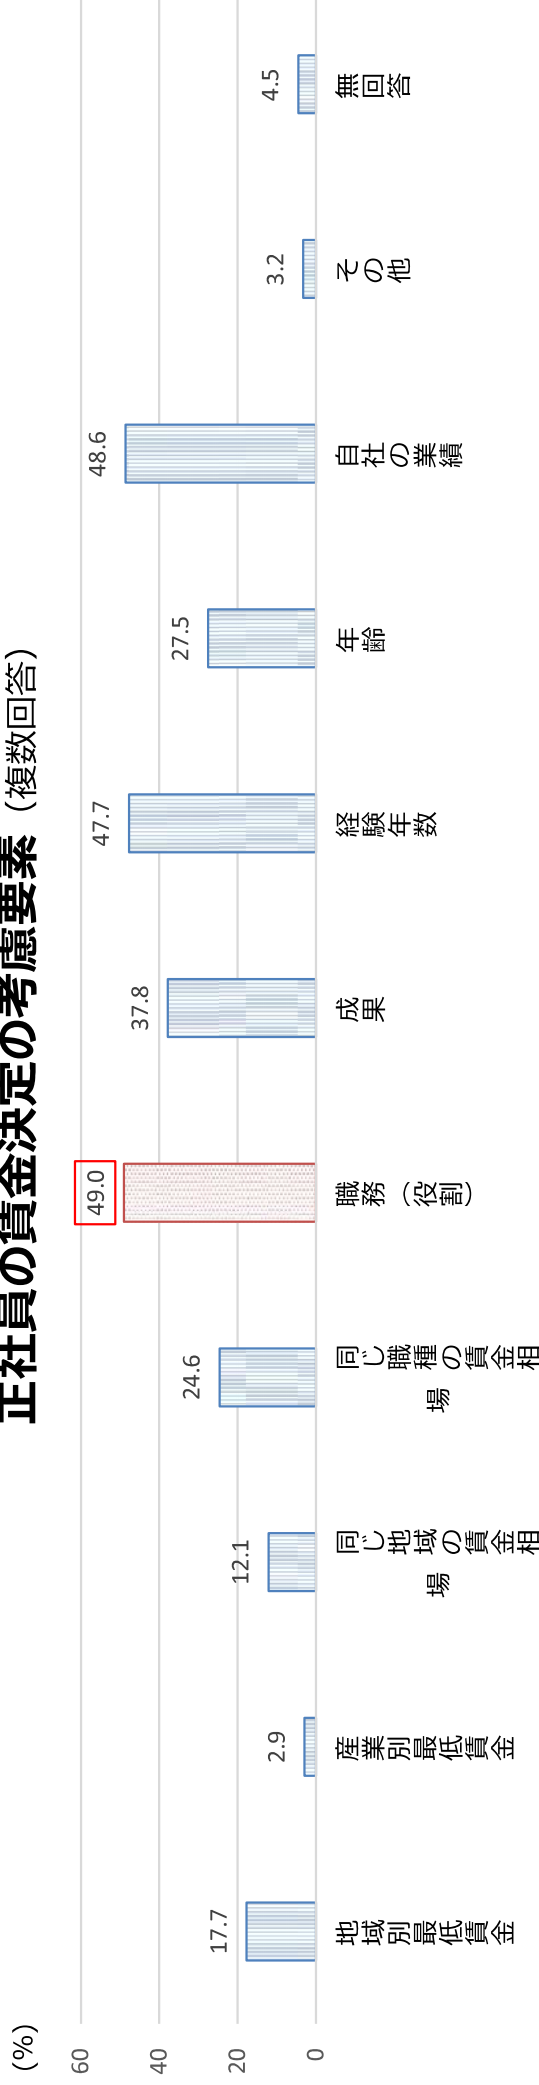 正社員の賃金決定の考慮要素（複数回答）
(%)
60
40
20
0
17.7
2.9
12.1
24.6
49.0
37.8
47.7
27.5
48.6
3.2
4.5
地域別最低賃金
産業別最低賃金
同じ地域の賃金相
場
同じ職種の賃金相
場
職務（役割）
成果
経験年数
年齢
自社の業績
その他
無回答